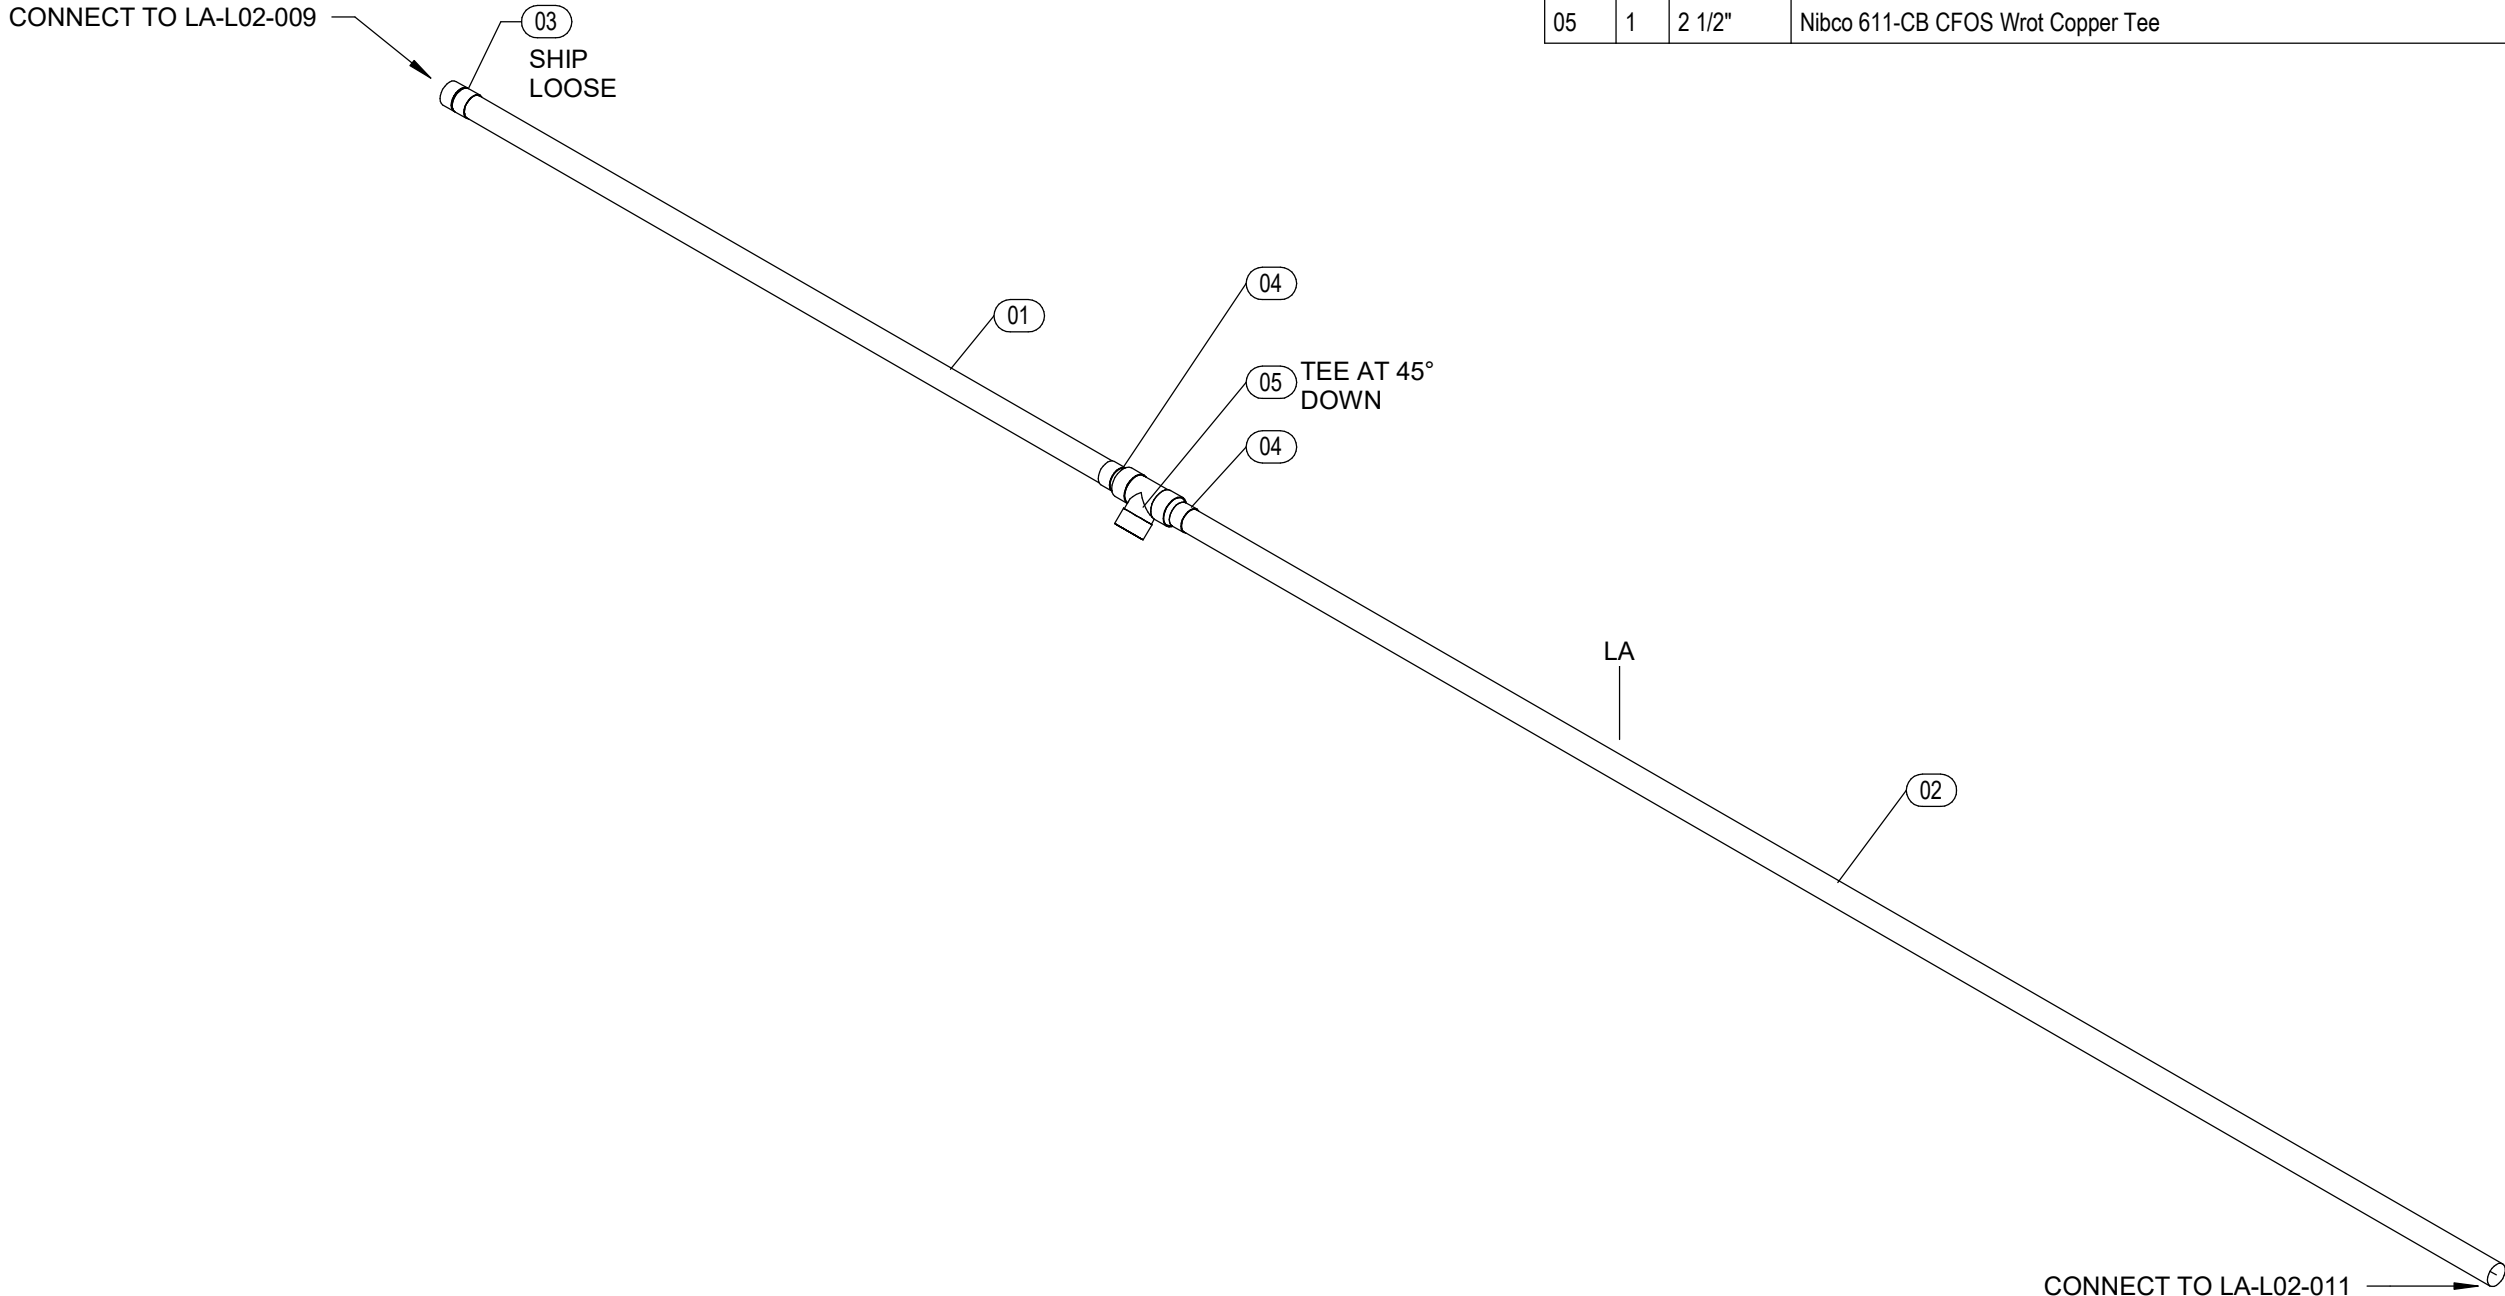 CONNECT TO LA-L02-009
03
SHIP
LOOSE
05 1 2 1/2" Nibco 611-CB CFOS Wrot Copper Tee
04
01
05 TEE AT 45°
DOWN
04
LA
02
CONNECT TO LA-L02-011